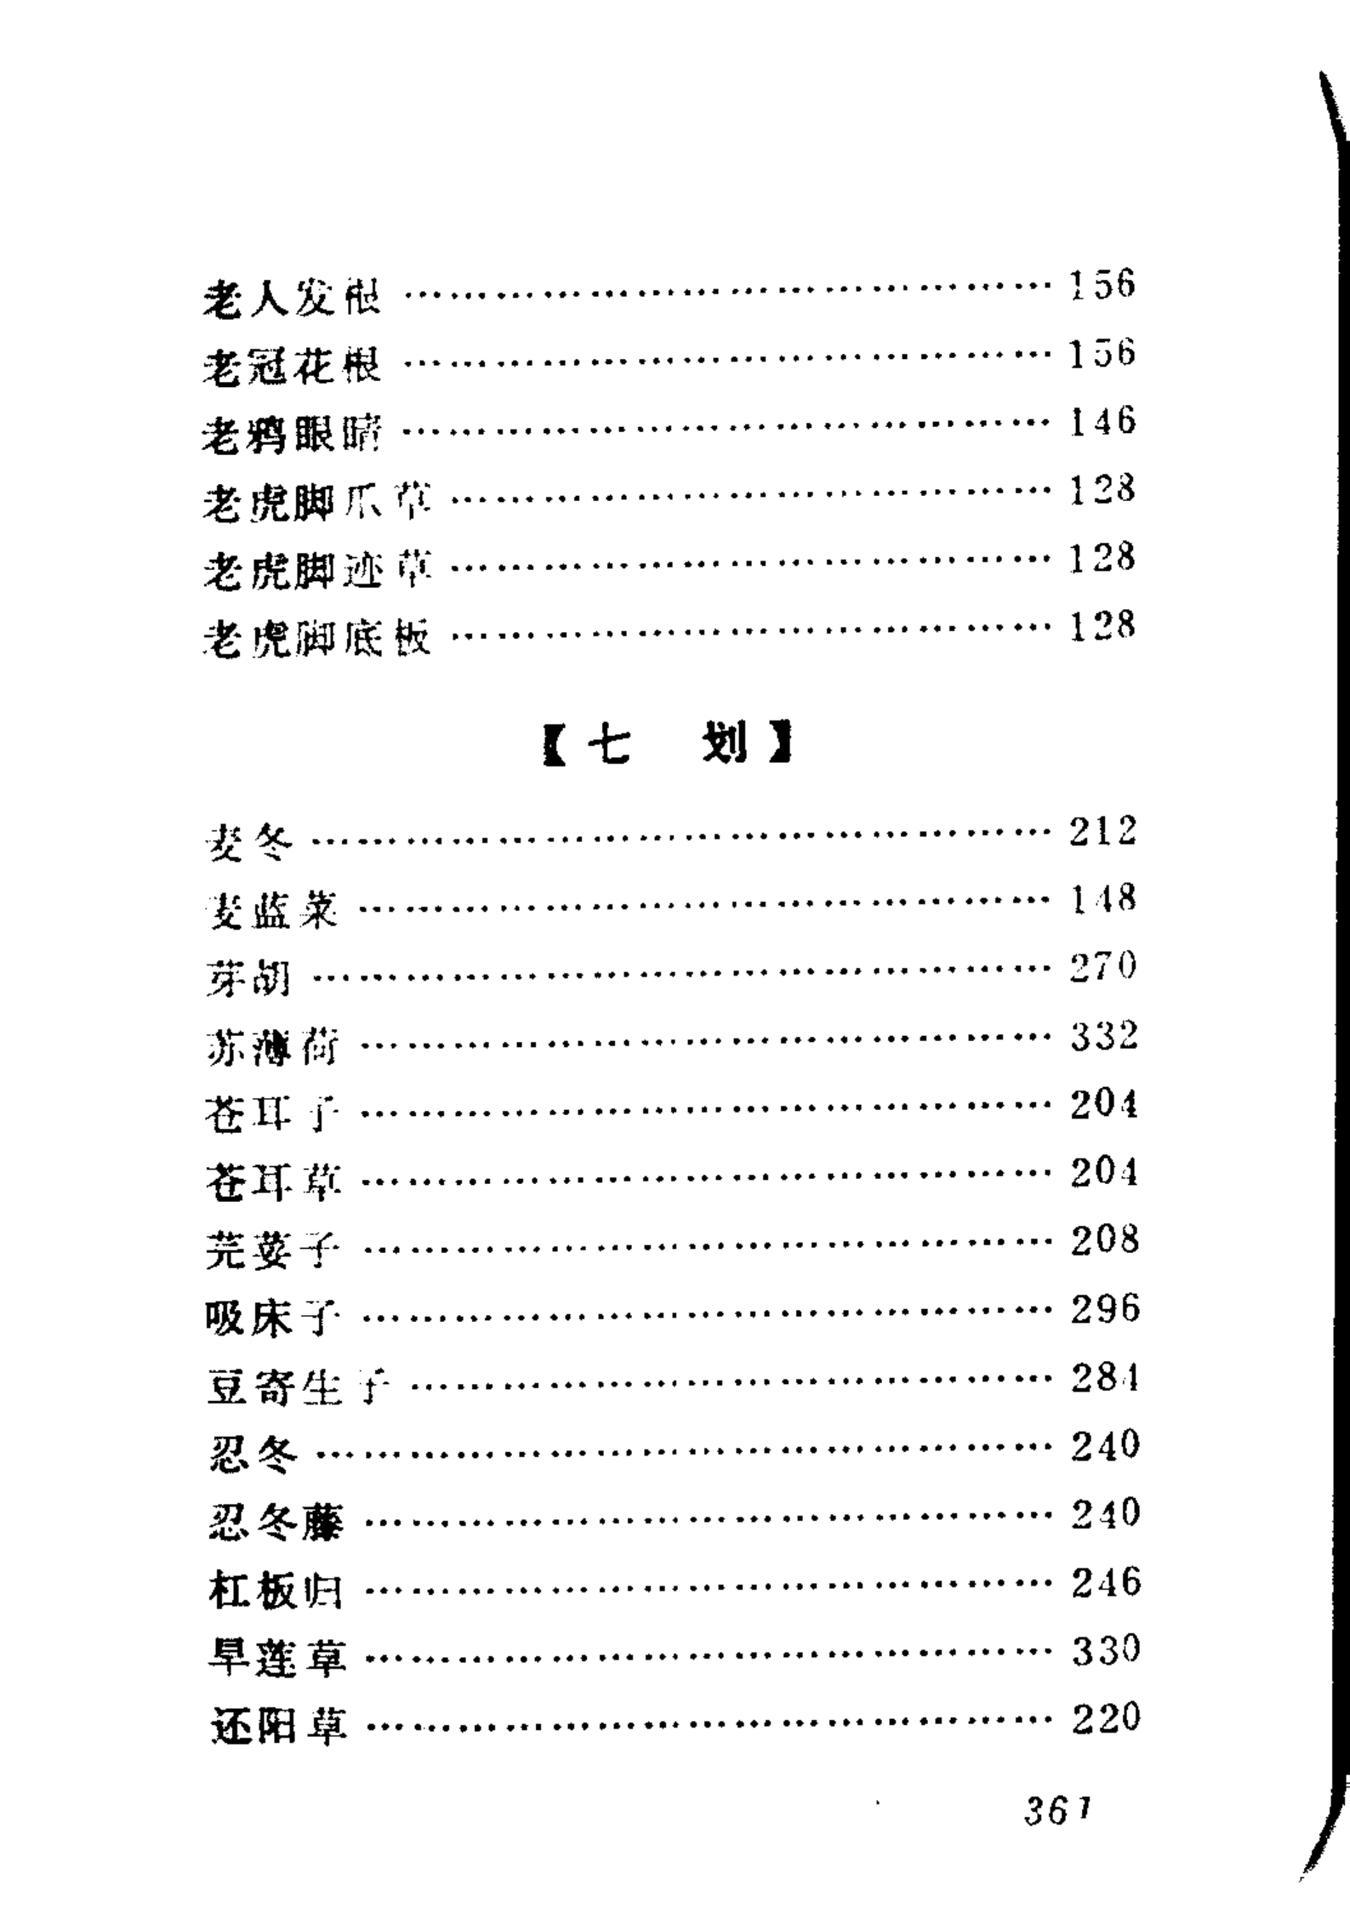 老人发根 …………………………………… 156
老冠花根 …………………………………… 156
老鸦眼睛 …………………………………… 146
老虎脚爪草 ………………………………… 128
老虎脚迹草 ………………………………… 128
老虎脚底板 ………………………………… 128
【七　划】
麦冬 ………………………………………… 212
麦蓝菜 ……………………………………… 148
芽胡 ………………………………………… 270
苏薄荷 ……………………………………… 332
苍耳子 ……………………………………… 204
苍耳草 ……………………………………… 204
芫荽子 ……………………………………… 208
吸床子 ……………………………………… 296
豆寄生子 …………………………………… 284
忍冬 ………………………………………… 240
忍冬藤 ……………………………………… 240
杠板归 ……………………………………… 246
旱莲草 ……………………………………… 330
还阳草 ……………………………………… 220
361